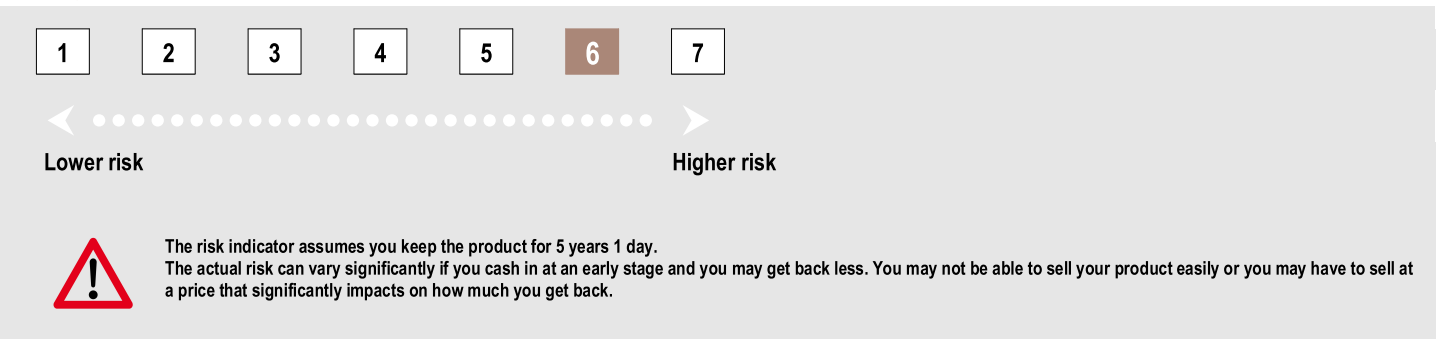 1 2 3 4 5 6 7
Lower risk Higher risk
The risk indicator assumes you keep the product for 5 years 1 day.
The actual risk can vary significantly if you cash in at an early stage and you may get back less. You may not be able to sell your product easily or you may have to sell at
a price that significantly impacts on how much you get back.